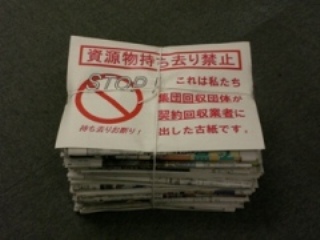 資源物持ち去り禁止
STOP!
これは私たち
集団回収団体が
契約回収業者に
出した古紙です。
持ち去りお断り!